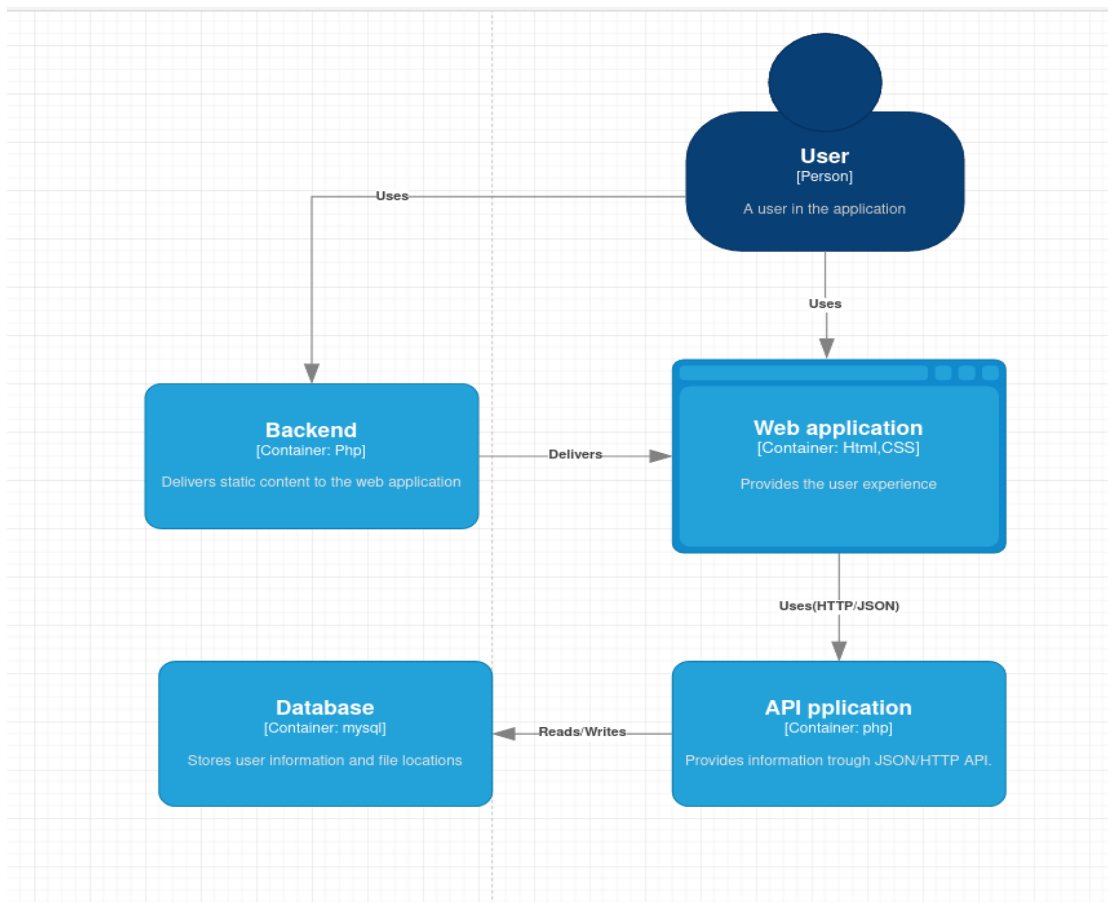 User
[Person]
A user in the application
Uses
Uses
Backend
[Container: Php]
Delivers static content to the web application
Delivers
Web application
[Container: Html,CSS]
Provides the user experience
Uses(HTTP/JSON)
Database
[Container: mysql]
Stores user information and file locations
Reads/Writes
API pplication
[Container: php]
Provides information trough JSON/HTTP API.